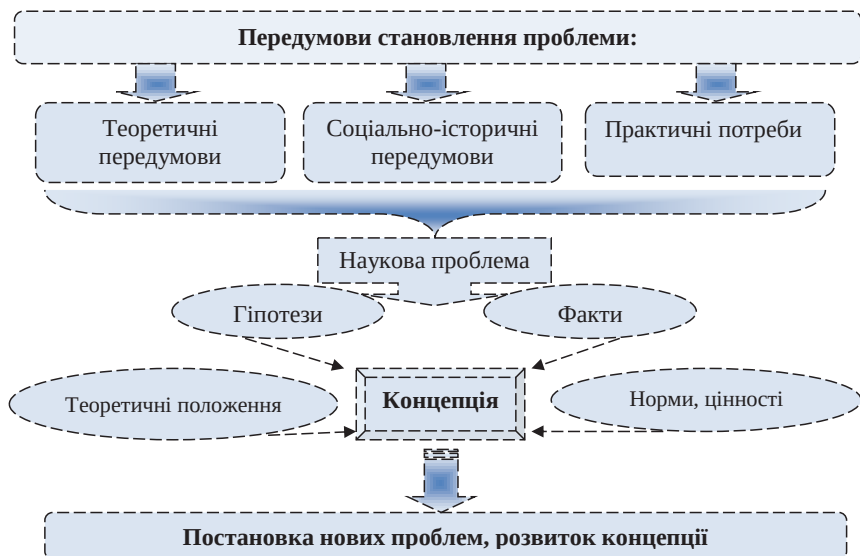 Передумови становлення проблеми:
Теоретичні
передумови
Соціально-історичні
передумови
Практичні потреби
Наукова проблема
Гіпотези
Факти
Теоретичні положення
Концепція
Норми, цінності
Постановка нових проблем, розвиток концепції